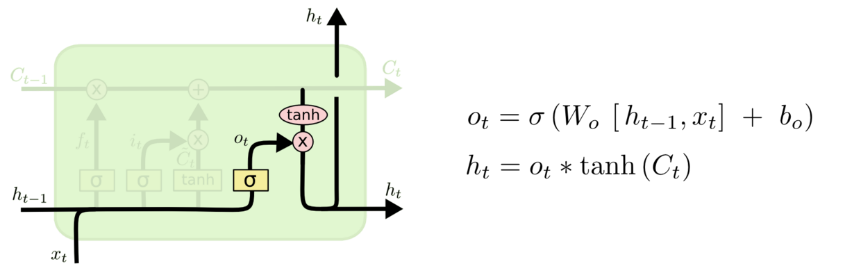 h_t
C_{t-1}
C_t
x
+
tanh
f_t
i_t
x
o_t
x
C̃_t
σ
σ
tanh
σ
h_{t-1}
h_t
x_t
o_t = σ (W_o [h_{t-1}, x_t] + b_o)
h_t = o_t * tanh (C_t)